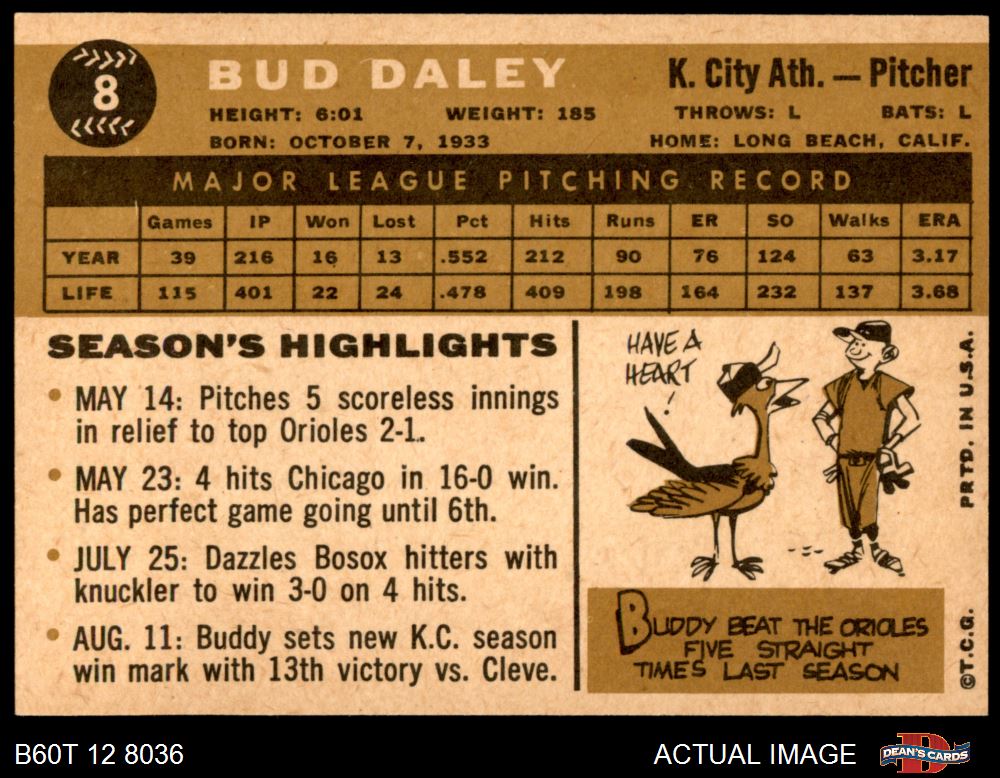 8
BUD DALEY
K. City Ath. — Pitcher
HEIGHT: 6:01 WEIGHT: 185 THROWS: L BATS: L
BORN: OCTOBER 7, 1933 HOME: LONG BEACH, CALIF.
MAJOR LEAGUE PITCHING RECORD
Games IP Won Lost Pct Hits Runs ER SO Walks ERA
YEAR 39 216 16 13 .552 212 90 76 124 63 3.17
LIFE 115 401 22 24 .478 409 198 164 232 137 3.68
SEASON'S HIGHLIGHTS
• MAY 14: Pitches 5 scoreless innings
in relief to top Orioles 2-1.
• MAY 23: 4 hits Chicago in 16-0 win.
Has perfect game going until 6th.
• JULY 25: Dazzles Bosox hitters with
knuckler to win 3-0 on 4 hits.
• AUG. 11: Buddy sets new K.C. season
win mark with 13th victory vs. Cleve.
HAVE A
HEART
!
BUDDY BEAT THE ORIOLES
FIVE STRAIGHT
TIMES LAST SEASON
PRTD. IN U.S.A.
©T.C.G.
B60T 12 8036
ACTUAL IMAGE
D
DEAN'S CARDS